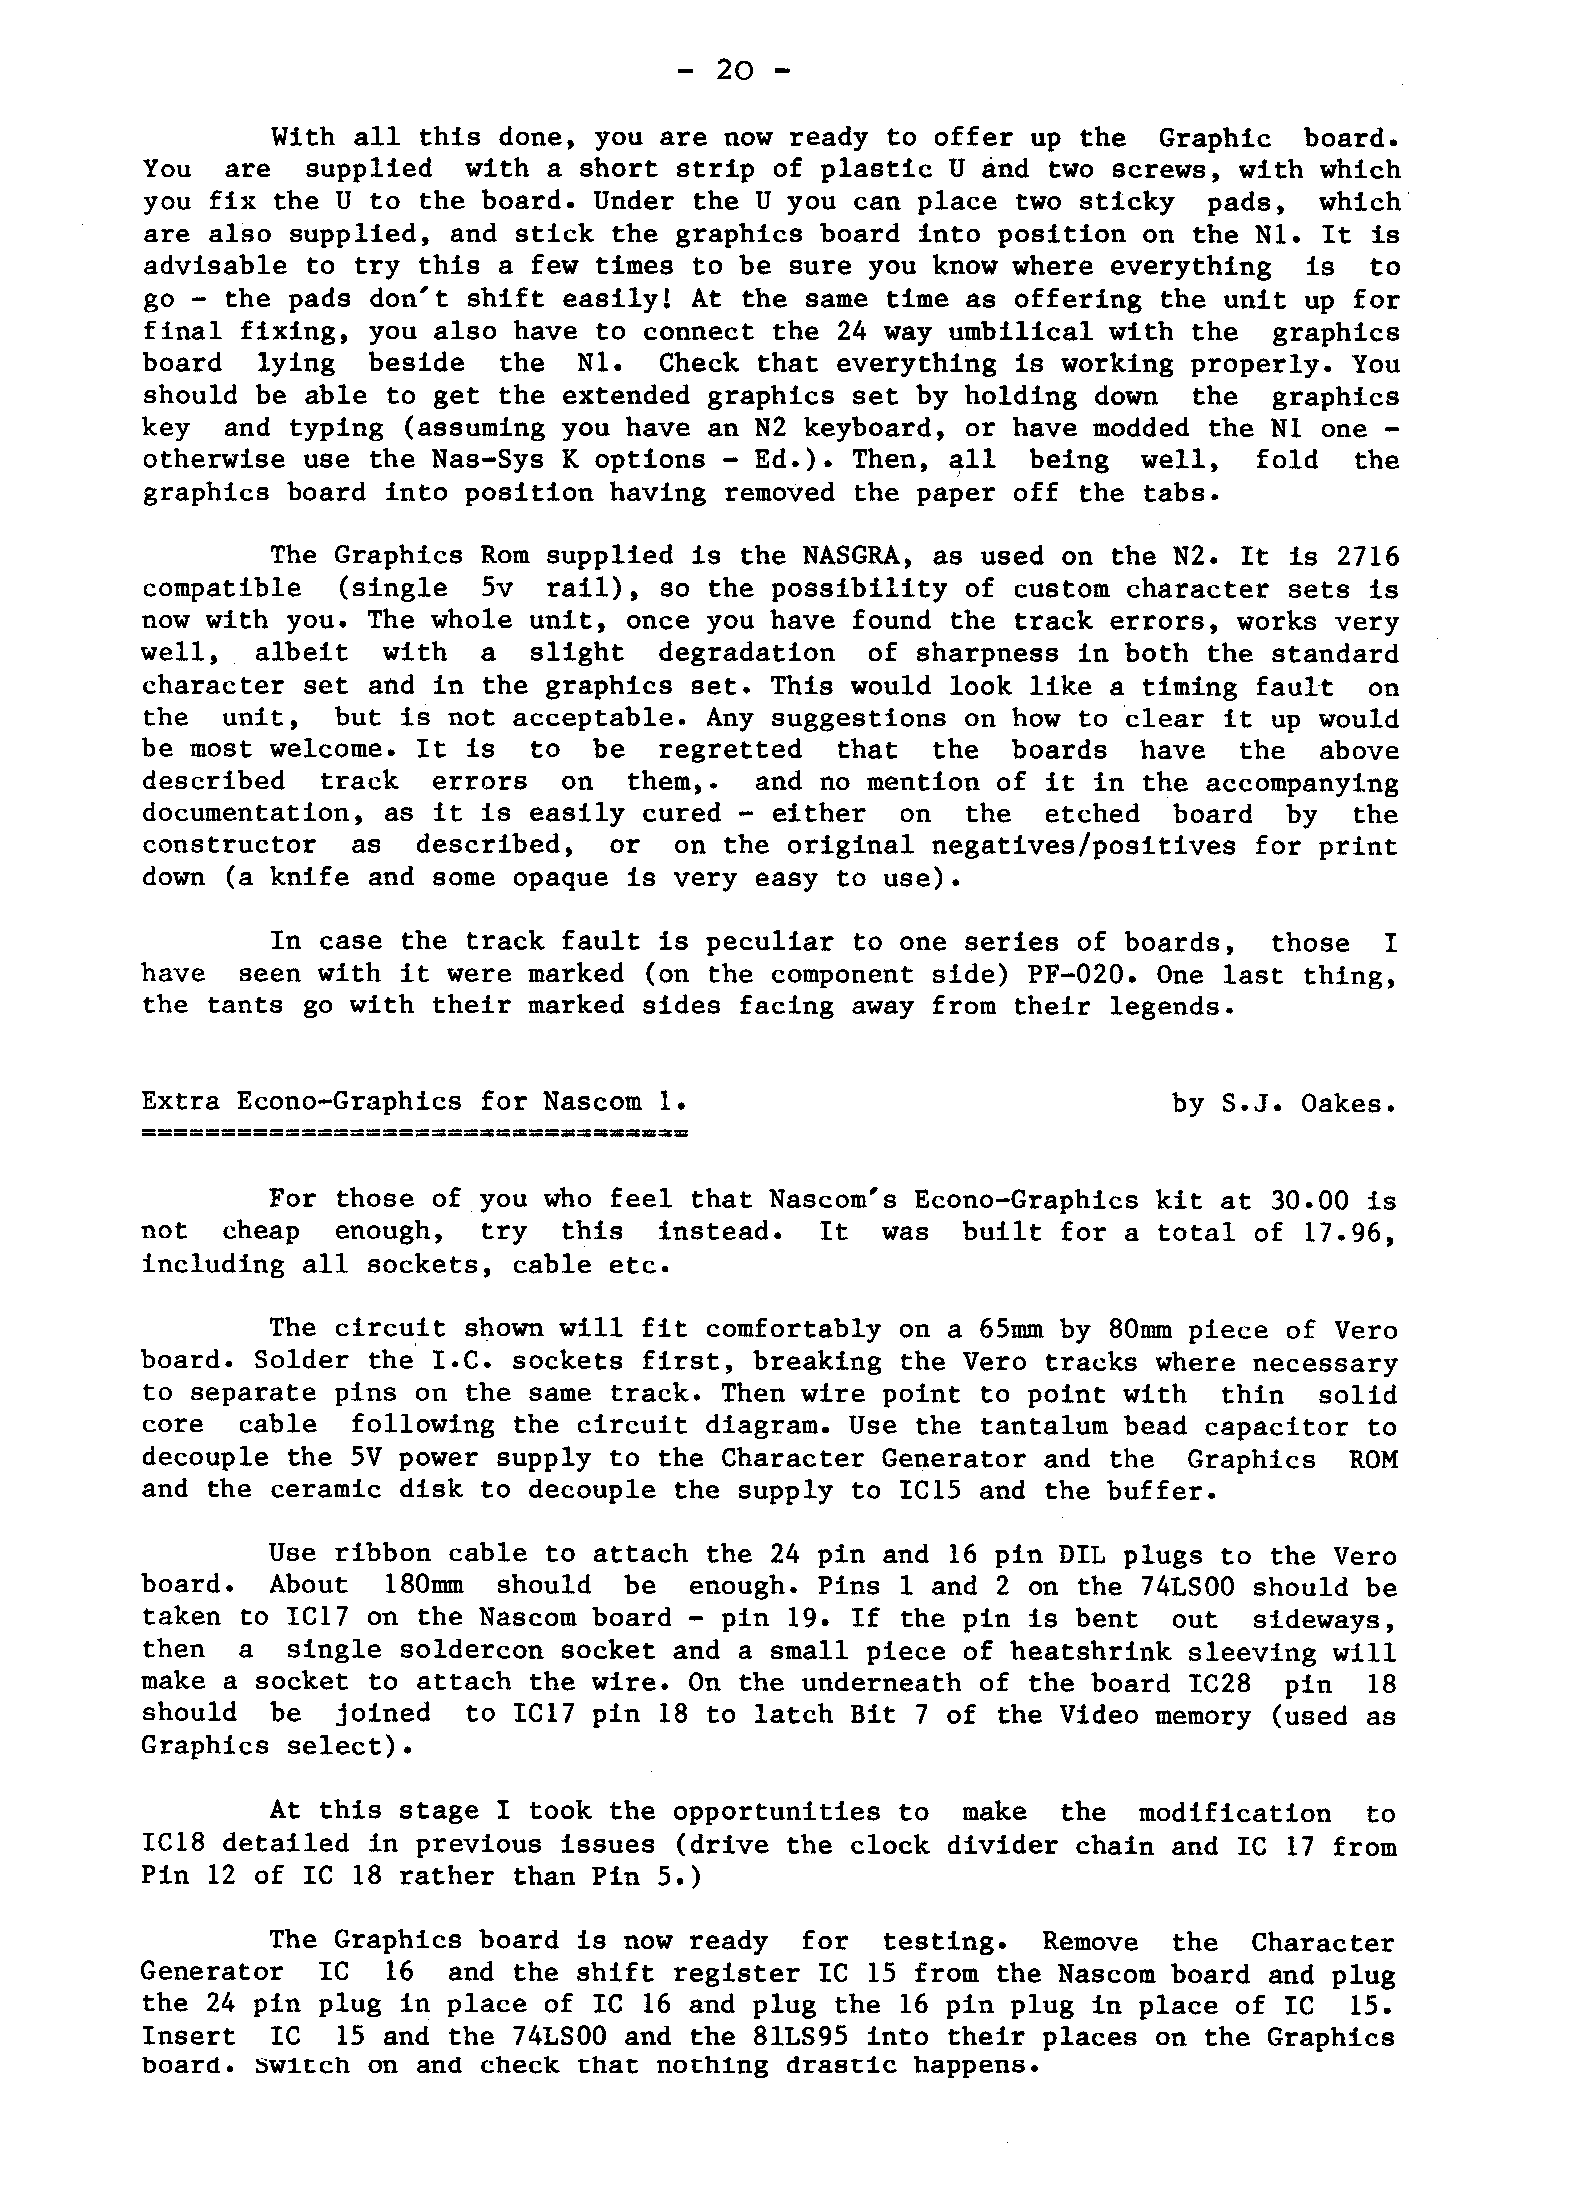 - 20 -
With all this done, you are now ready to offer up the Graphic board.
You are supplied with a short strip of plastic U and two screws, with which
you fix the U to the board. Under the U you can place two sticky pads, which
are also supplied, and stick the graphics board into position on the N1. It is
advisable to try this a few times to be sure you know where everything is to
go - the pads don't shift easily! At the same time as offering the unit up for
final fixing, you also have to connect the 24 way umbilical with the graphics
board lying beside the N1. Check that everything is working properly. You
should be able to get the extended graphics set by holding down the graphics
key and typing (assuming you have an N2 keyboard, or have modded the N1 one -
otherwise use the Nas-Sys K options - Ed.). Then, all being well, fold the
graphics board into position having removed the paper off the tabs.
The Graphics Rom supplied is the NASGRA, as used on the N2. It is 2716
compatible (single 5v rail), so the possibility of custom character sets is
now with you. The whole unit, once you have found the track errors, works very
well, albeit with a slight degradation of sharpness in both the standard
character set and in the graphics set. This would look like a timing fault on
the unit, but is not acceptable. Any suggestions on how to clear it up would
be most welcome. It is to be regretted that the boards have the above
described track errors on them,. and no mention of it in the accompanying
documentation, as it is easily cured - either on the etched board by the
constructor as described, or on the original negatives/positives for print
down (a knife and some opaque is very easy to use).
In case the track fault is peculiar to one series of boards, those I
have seen with it were marked (on the component side) PF-020. One last thing,
the tants go with their marked sides facing away from their legends.
Extra Econo-Graphics for Nascom 1. by S.J. Oakes.
==================================
For those of you who feel that Nascom's Econo-Graphics kit at 30.00 is
not cheap enough, try this instead. It was built for a total of 17.96,
including all sockets, cable etc.
The circuit shown will fit comfortably on a 65mm by 80mm piece of Vero
board. Solder the I.C. sockets first, breaking the Vero tracks where necessary
to separate pins on the same track. Then wire point to point with thin solid
core cable following the circuit diagram. Use the tantalum bead capacitor to
decouple the 5V power supply to the Character Generator and the Graphics ROM
and the ceramic disk to decouple the supply to IC15 and the buffer.
Use ribbon cable to attach the 24 pin and 16 pin DIL plugs to the Vero
board. About 180mm should be enough. Pins 1 and 2 on the 74LS00 should be
taken to IC17 on the Nascom board - pin 19. If the pin is bent out sideways,
then a single soldercon socket and a small piece of heatshrink sleeving will
make a socket to attach the wire. On the underneath of the board IC28 pin 18
should be joined to IC17 pin 18 to latch Bit 7 of the Video memory (used as
Graphics select).
At this stage I took the opportunities to make the modification to
IC18 detailed in previous issues (drive the clock divider chain and IC 17 from
Pin 12 of IC 18 rather than Pin 5.)
The Graphics board is now ready for testing. Remove the Character
Generator IC 16 and the shift register IC 15 from the Nascom board and plug
the 24 pin plug in place of IC 16 and plug the 16 pin plug in place of IC 15.
Insert IC 15 and the 74LS00 and the 81LS95 into their places on the Graphics
board. Switch on and check that nothing drastic happens.